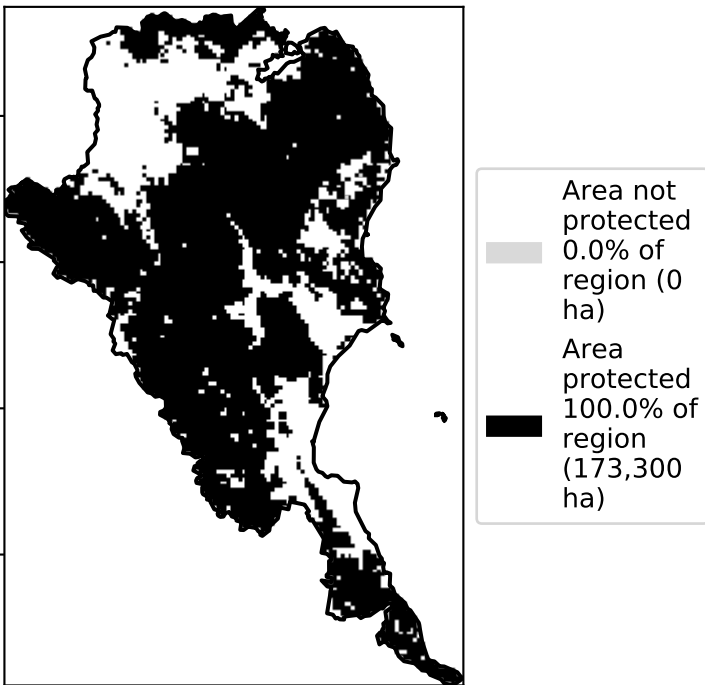 Area not
protected
0.0% of
region (0
ha)
Area
protected
100.0% of
region
(173,300
ha)